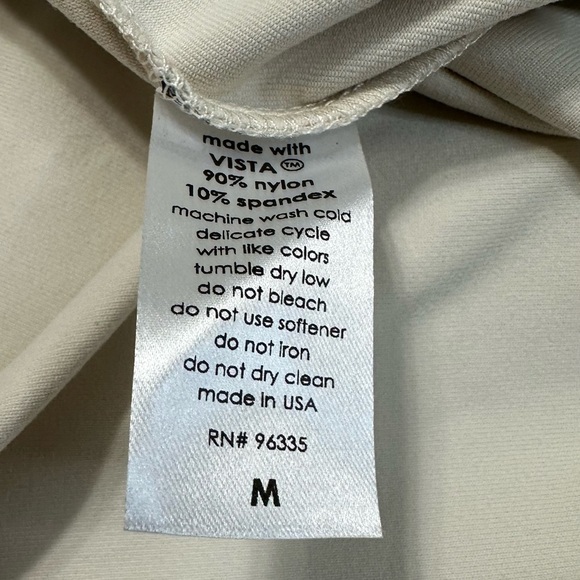 made with
VISTA™
90% nylon
10% spandex
machine wash cold
delicate cycle
with like colors
tumble dry low
do not bleach
do not use softener
do not iron
do not dry clean
made in USA
RN# 96335
M